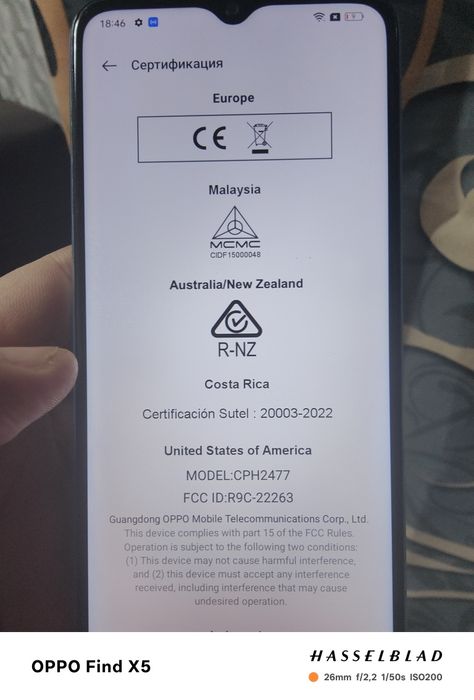 18:46
9
Сертификация
Europe
CE
Malaysia
MCMC
CIDF15000048
Australia/New Zealand
R-NZ
Costa Rica
Certificación Sutel : 20003-2022
United States of America
MODEL:CPH2477
FCC ID:R9C-22263
Guangdong OPPO Mobile Telecommunications Corp., Ltd.
This device complies with part 15 of the FCC Rules.
Operation is subject to the following two conditions:
(1) This device may not cause harmful interference,
and (2) this device must accept any interference
received, including interference that may cause
undesired operation.
OPPO Find X5
HASSELBLAD
26mm f/2,2 1/50s ISO200